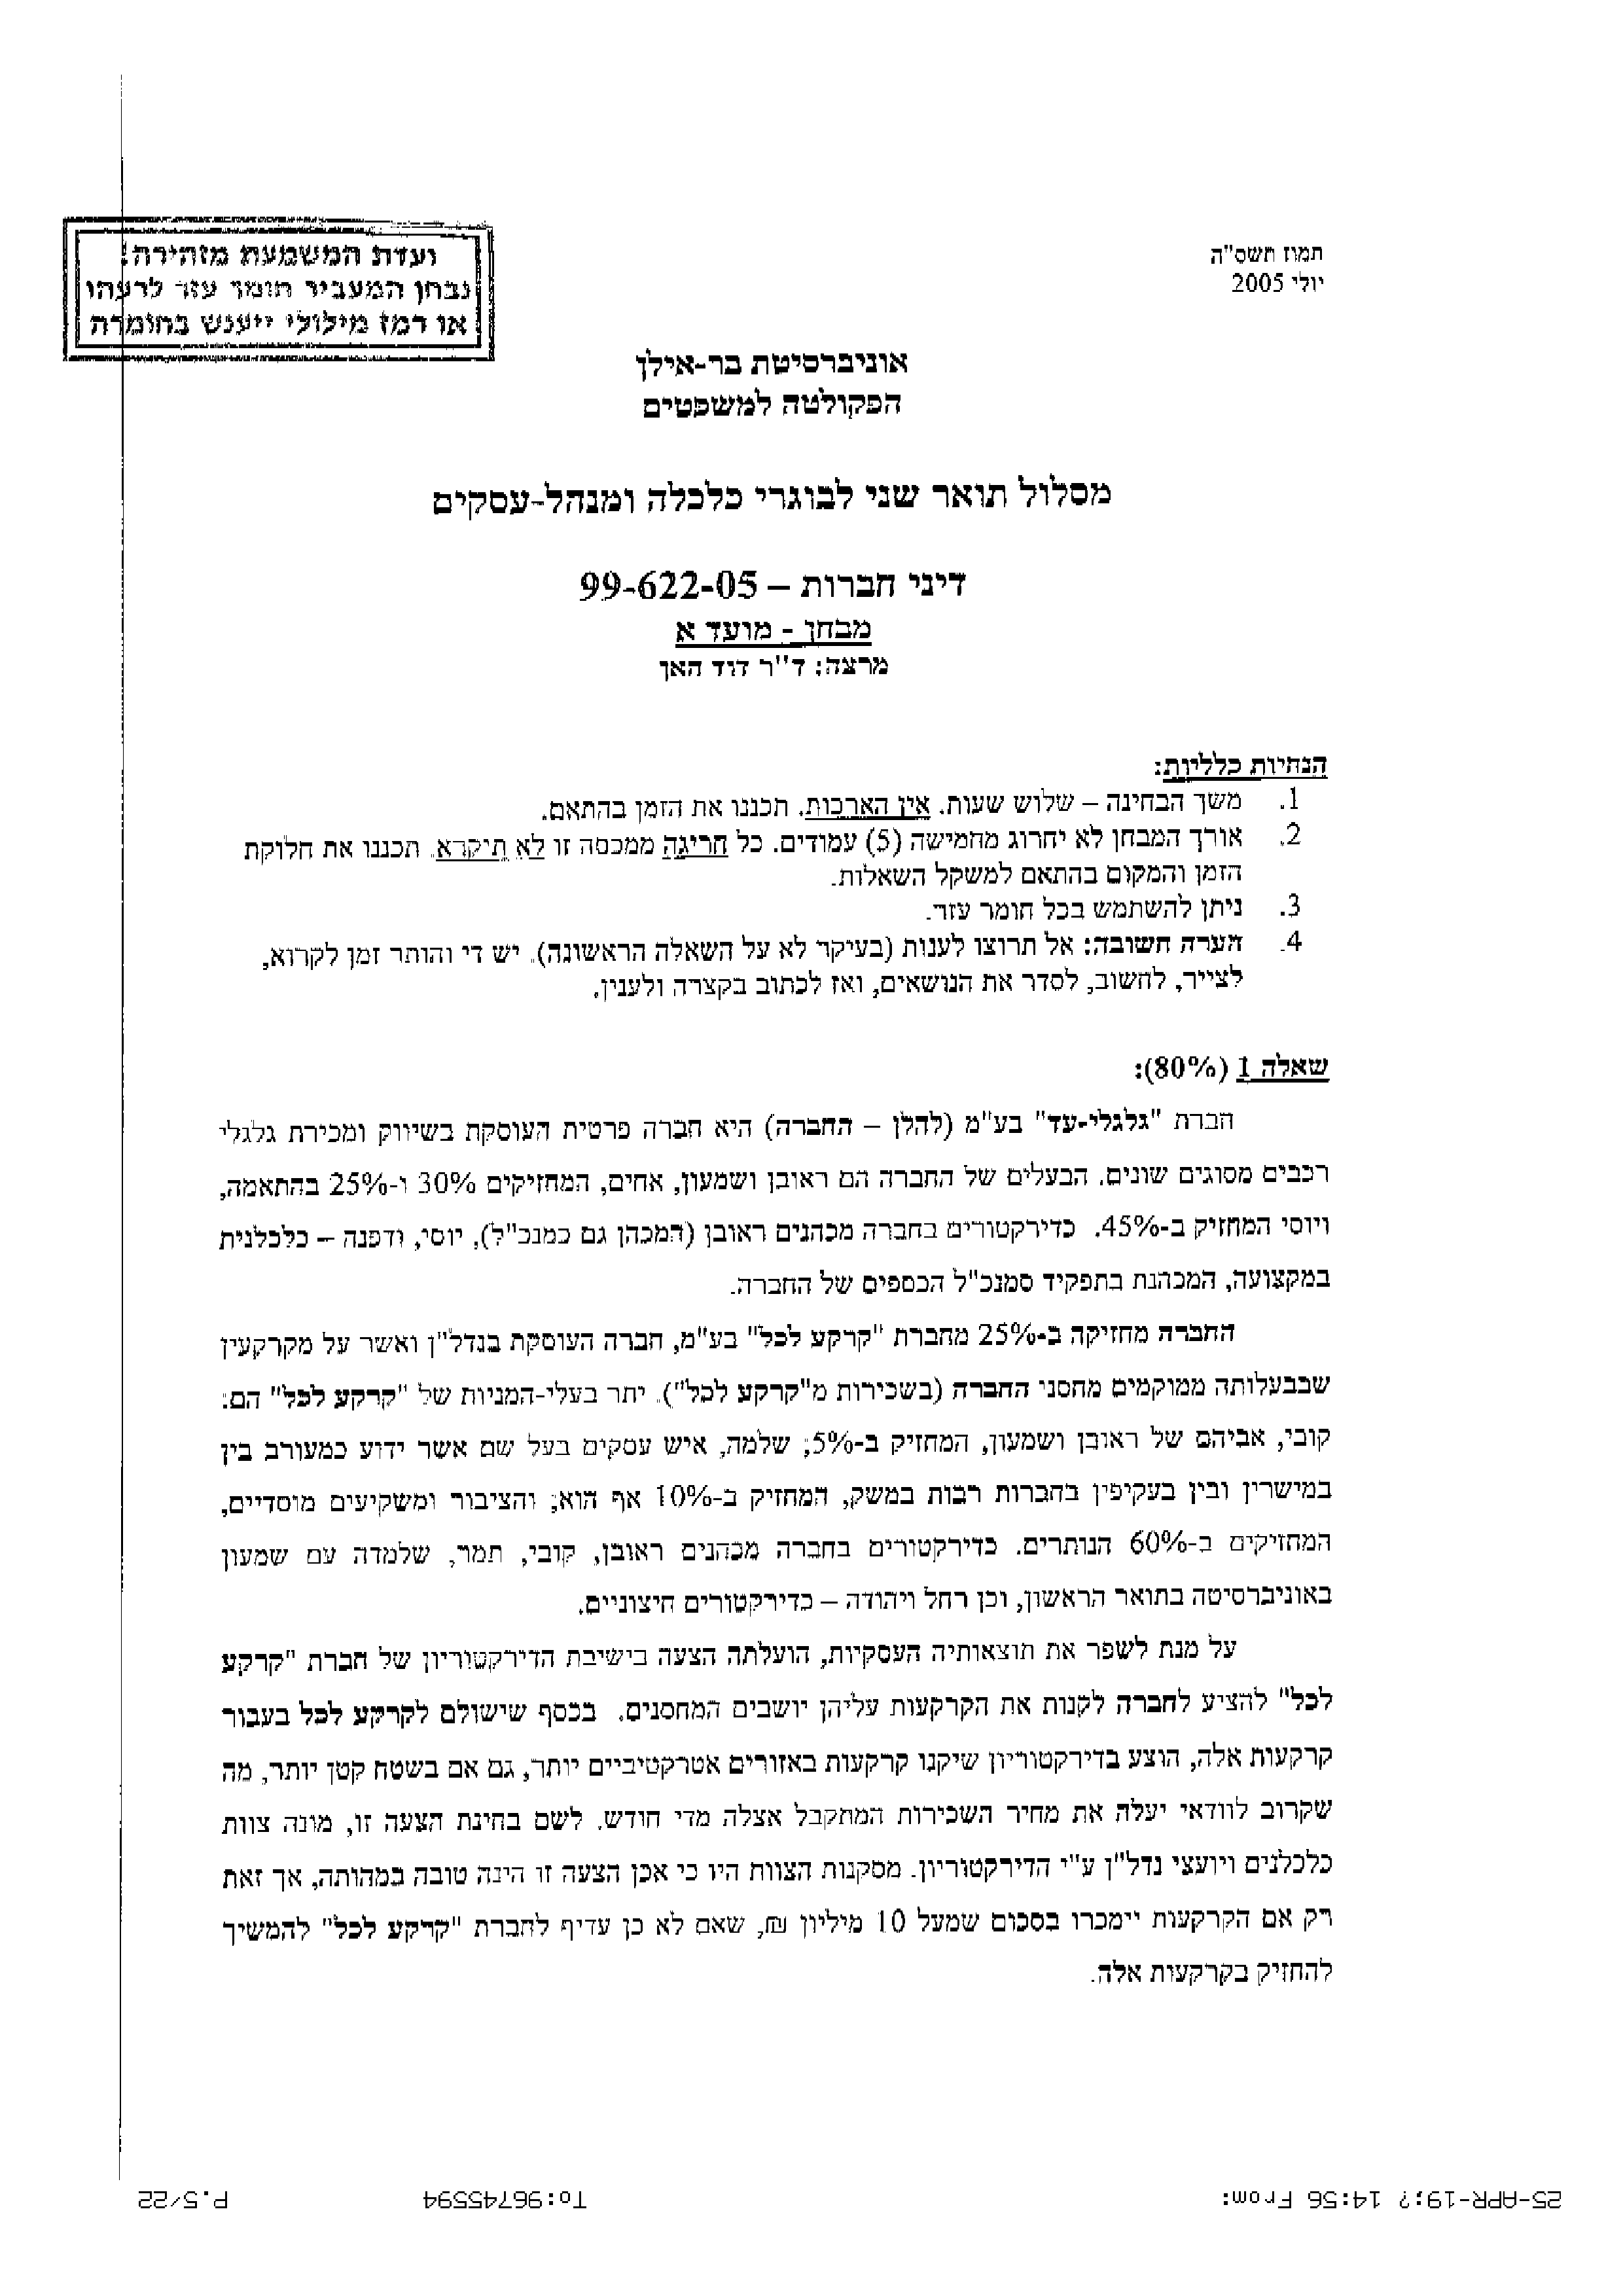 תמוז תשס"ה
יולי 2005
ועדת המשמעת מזהירה!
נבחן המעביר חומר עזר לרעהו
או רמז מילולי ייענש בחומרה
אוניברסיטת בר-אילן
הפקולטה למשפטים
מסלול תואר שני לבוגרי כלכלה ומנהל-עסקים
דיני חברות – 99-622-05
מבחן - מועד א
מרצה: ד"ר דוד האן
הנחיות כלליות:
1. משך הבחינה – שלוש שעות. אין הארכות. תכננו את הזמן בהתאם.
2. אורך המבחן לא יחרוג מחמישה (5) עמודים. כל חריגה ממכסה זו לא תיקרא. תכננו את חלוקת
הזמן והמקום בהתאם למשקל השאלות.
3. ניתן להשתמש בכל חומר עזר.
4. הערה חשובה: אל תרוצו לענות (בעיקר לא על השאלה הראשונה). יש די והותר זמן לקרוא,
לצייר, לחשוב, לסדר את הנושאים, ואז לכתוב בקצרה ולענין.
שאלה 1 (80%):
חברת "גלגלי-עד" בע"מ (להלן – החברה) היא חברה פרטית העוסקת בשיווק ומכירת גלגלי
רכבים מסוגים שונים. הבעלים של החברה הם ראובן ושמעון, אחים, המחזיקים 30% ו-25% בהתאמה,
ויוסי המחזיק ב-45%. כדירקטורים בחברה מכהנים ראובן (המכהן גם כמנכ"ל), יוסי, ודפנה – כלכלנית
במקצועה, המכהנת בתפקיד סמנכ"ל הכספים של החברה.
החברה מחזיקה ב-25% מחברת "קרקע לכל" בע"מ, חברה העוסקת בנדל"ן ואשר על מקרקעין
שבבעלותה ממוקמים מחסני החברה (בשכירות מ"קרקע לכל"). יתר בעלי-המניות של "קרקע לכל" הם:
קובי, אביהם של ראובן ושמעון, המחזיק ב-5%; שלמה, איש עסקים בעל שם אשר ידוע כמעורב בין
במישרין ובין בעקיפין בחברות רבות במשק, המחזיק ב-10% אף הוא; והציבור ומשקיעים מוסדיים,
המחזיקים ב-60% הנותרים. כדירקטורים בחברה מכהנים ראובן, קובי, תמר, שלמדה עם שמעון
באוניברסיטה בתואר הראשון, וכן רחל ויהודה – כדירקטורים חיצוניים.
על מנת לשפר את תוצאותיה העסקיות, הועלתה הצעה בישיבת הדירקטוריון של חברת "קרקע
לכל" להציע לחברה לקנות את הקרקעות עליהן יושבים המחסנים. בכסף שישולם לקרקע לכל בעבור
קרקעות אלה, הוצע בדירקטוריון שיקנו קרקעות באזורים אטרקטיביים יותר, גם אם בשטח קטן יותר, מה
שקרוב לוודאי יעלה את מחיר השכירות המתקבל אצלה מדי חודש. לשם בחינת הצעה זו, מונה צוות
כלכלנים ויועצי נדל"ן ע"י הדירקטוריון. מסקנות הצוות היו כי אכן הצעה זו הינה טובה במהותה, אך זאת
רק אם הקרקעות יימכרו בסכום שמעל 10 מיליון ₪, שאם לא כן עדיף לחברת "קרקע לכל" להמשיך
להחזיק בקרקעות אלה.
25-APR-19;? 14:56 From: To:96745594 P.5/22